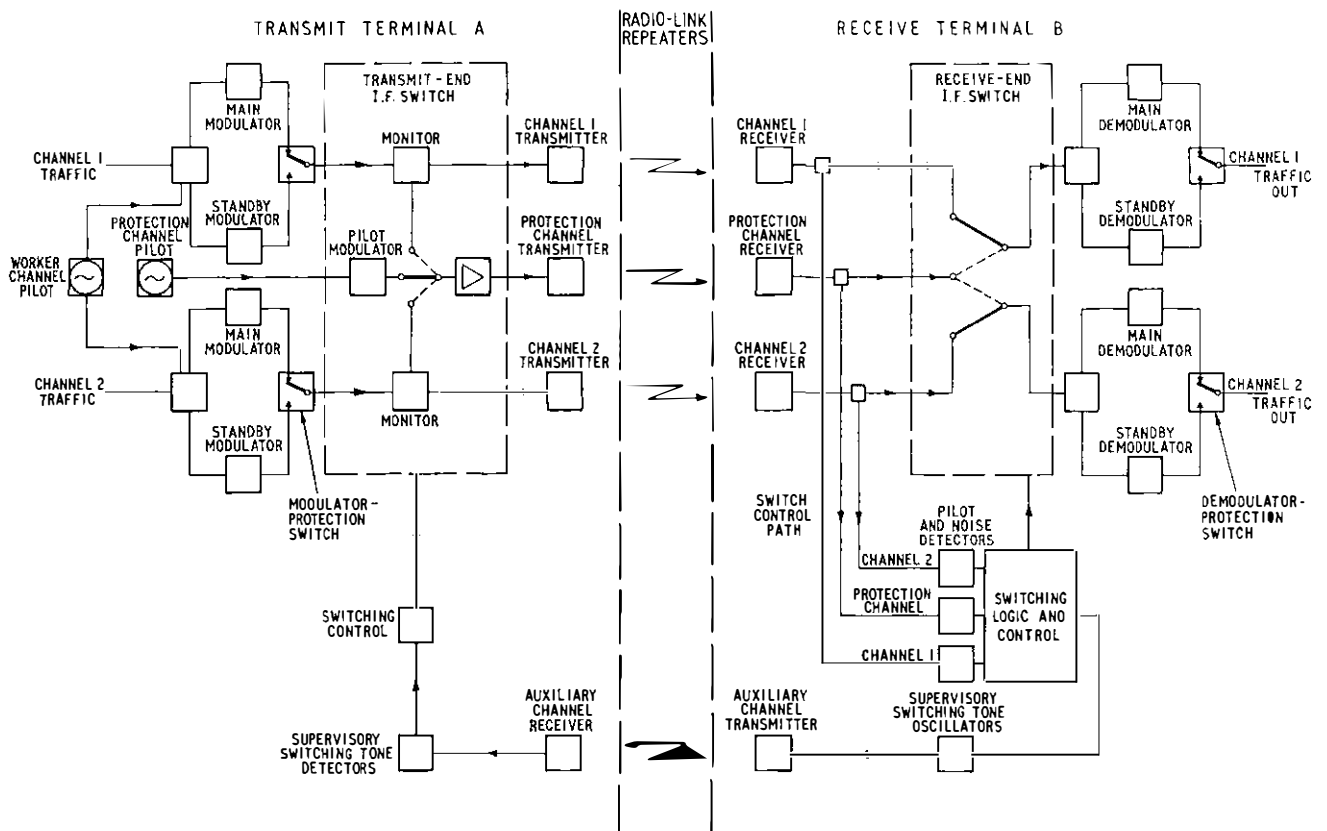 TRANSMIT TERMINAL A
RADIO-LINK
REPEATERS
RECEIVE TERMINAL B
TRANSMIT-END
I.F. SWITCH
MAIN
MODULATOR
MONITOR
CHANNEL 1
TRANSMITTER
CHANNEL 1
TRAFFIC
STANDBY
MODULATOR
PROTECTION
CHANNEL
PILOT
WORKER
CHANNEL
PILOT
PILOT
MODULATOR
PROTECTION
CHANNEL
TRANSMITTER
MAIN
MODULATOR
CHANNEL 2
TRAFFIC
CHANNEL 2
TRANSMITTER
MONITOR
STANDBY
MODULATOR
MODULATOR-
PROTECTION
SWITCH
SWITCHING
CONTROL
AUXILIARY
CHANNEL
RECEIVER
SUPERVISORY
SWITCHING TONE
DETECTORS
RECEIVE-END
I.F. SWITCH
CHANNEL 1
RECEIVER
MAIN
DEMODULATOR
CHANNEL 1
TRAFFIC
OUT
STANDBY
DEMODULATOR
PROTECTION
CHANNEL
RECEIVER
MAIN
DEMODULATOR
CHANNEL 2
RECEIVER
CHANNEL 2
TRAFFIC
OUT
STANDBY
DEMODULATOR
DEMODULATOR-
PROTECTION
SWITCH
SWITCH
CONTROL
PATH
PILOT
AND NOISE
DETECTORS
CHANNEL 2
PROTECTION
CHANNEL
CHANNEL 1
SWITCHING
LOGIC AND
CONTROL
AUXILIARY
CHANNEL
TRANSMITTER
SUPERVISORY
SWITCHING TONE
OSCILLATORS